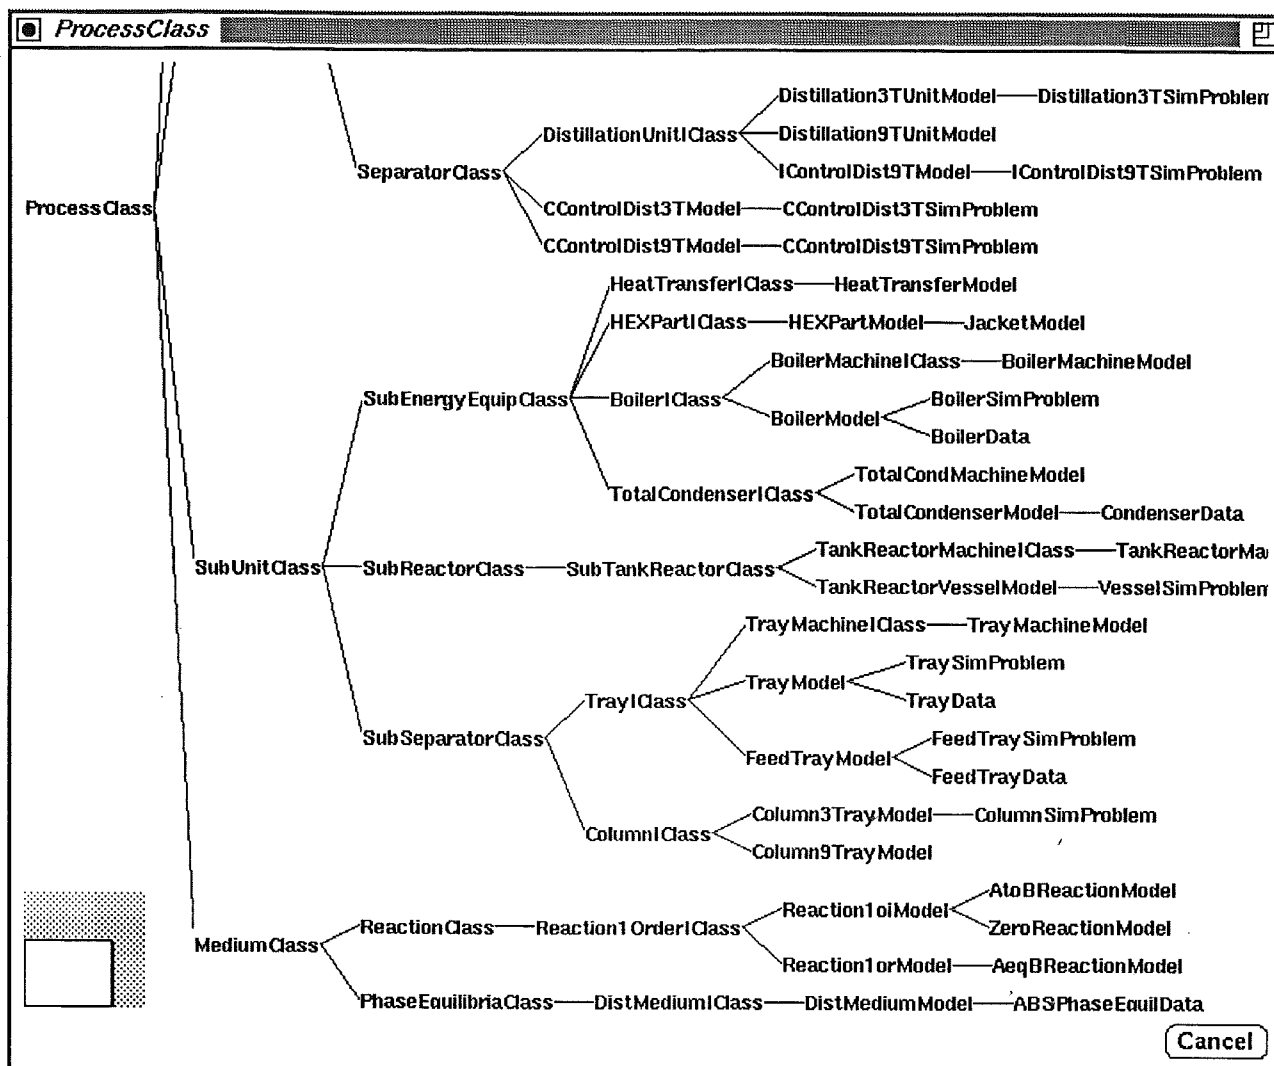 ProcessClass
Distillation3TUnitModel Distillation3TSimProblem
DistillationUnitIClass Distillation9TUnitModel
SeparatorClass IControlDist9TModel IControlDist9TSimProblem
ProcessClass CControlDist3TModel CControlDist3TSimProblem
CControlDist9TModel CControlDist9TSimProblem
HeatTransferIClass HeatTransferModel
HEXPartIClass HEXPartModel JacketModel
BoilerMachineIClass BoilerMachineModel
SubEnergyEquipClass BoilerIClass BoilerSimProblem
BoilerModel
BoilerData
TotalCondMachineModel
TotalCondenserIClass
TotalCondenserModel CondenserData
TankReactorMachineIClass TankReactorMa
SubUnitClass SubReactorClass SubTankReactorClass
TankReactorVesselModel VesselSimProblem
TrayMachineIClass TrayMachineModel
TraySimProblem
TrayModel
TrayIClass TrayData
SubSeparatorClass FeedTraySimProblem
FeedTrayModel
FeedTrayData
Column3TrayModel ColumnSimProblem
ColumnIClass
Column9TrayModel
AtoBReactionModel
Reaction1oiModel
ReactionClass Reaction1OrderIClass ZeroReactionModel
MediumClass
Reaction1orModel AeqBReactionModel
PhaseEquilibriaClass DistMediumIClass DistMediumModel ABSPhaseEquilData
Cancel